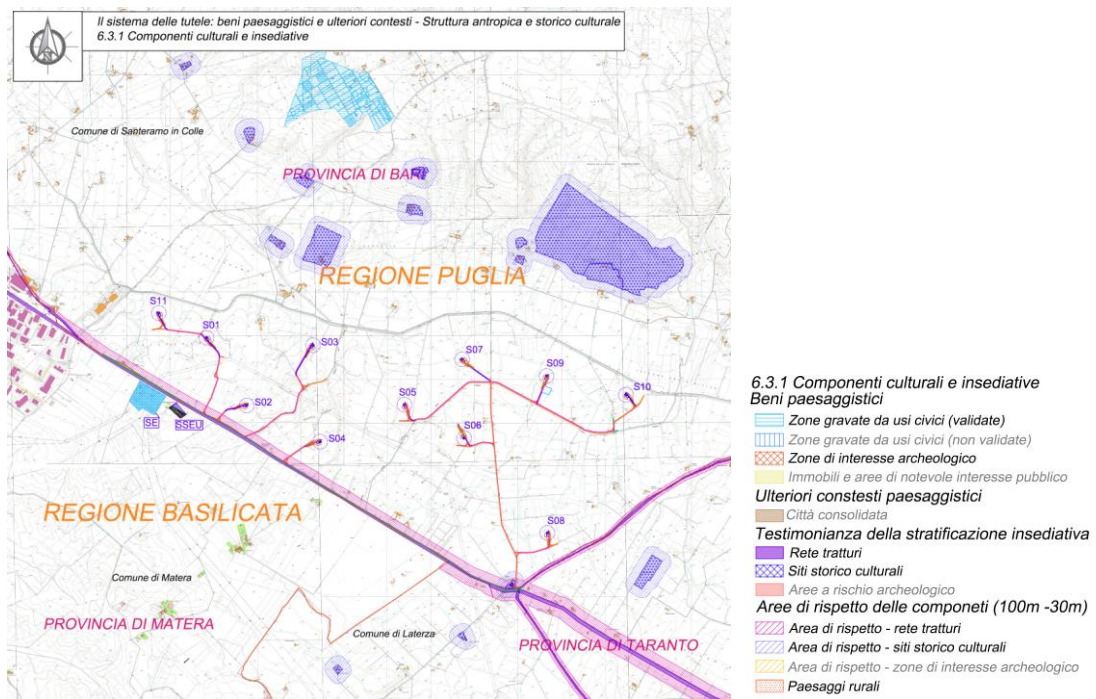 Il sistema delle tutele: beni paesaggistici e ulteriori contesti - Struttura antropica e storico culturale
6.3.1 Componenti culturali e insediative
Comune di Santeramo in Colle
PROVINCIA DI BARI
REGIONE PUGLIA
S11
S01
S03
S07
S09
S10
S05
S02
S06
S04
SE
SSEU
REGIONE BASILICATA
S08
Comune di Matera
PROVINCIA DI MATERA
Comune di Laterza
PROVINCIA DI TARANTO
6.3.1 Componenti culturali e insediative
Beni paesaggistici
Zone gravate da usi civici (validate)
Zone gravate da usi civici (non validate)
Zone di interesse archeologico
Immobili e aree di notevole interesse pubblico
Ulteriori constesti paesaggistici
Città consolidata
Testimonianza della stratificazione insediativa
Rete tratturi
Siti storico culturali
Aree a rischio archeologico
Aree di rispetto delle componeti (100m -30m)
Area di rispetto - rete tratturi
Area di rispetto - siti storico culturali
Area di rispetto - zone di interesse archeologico
Paesaggi rurali